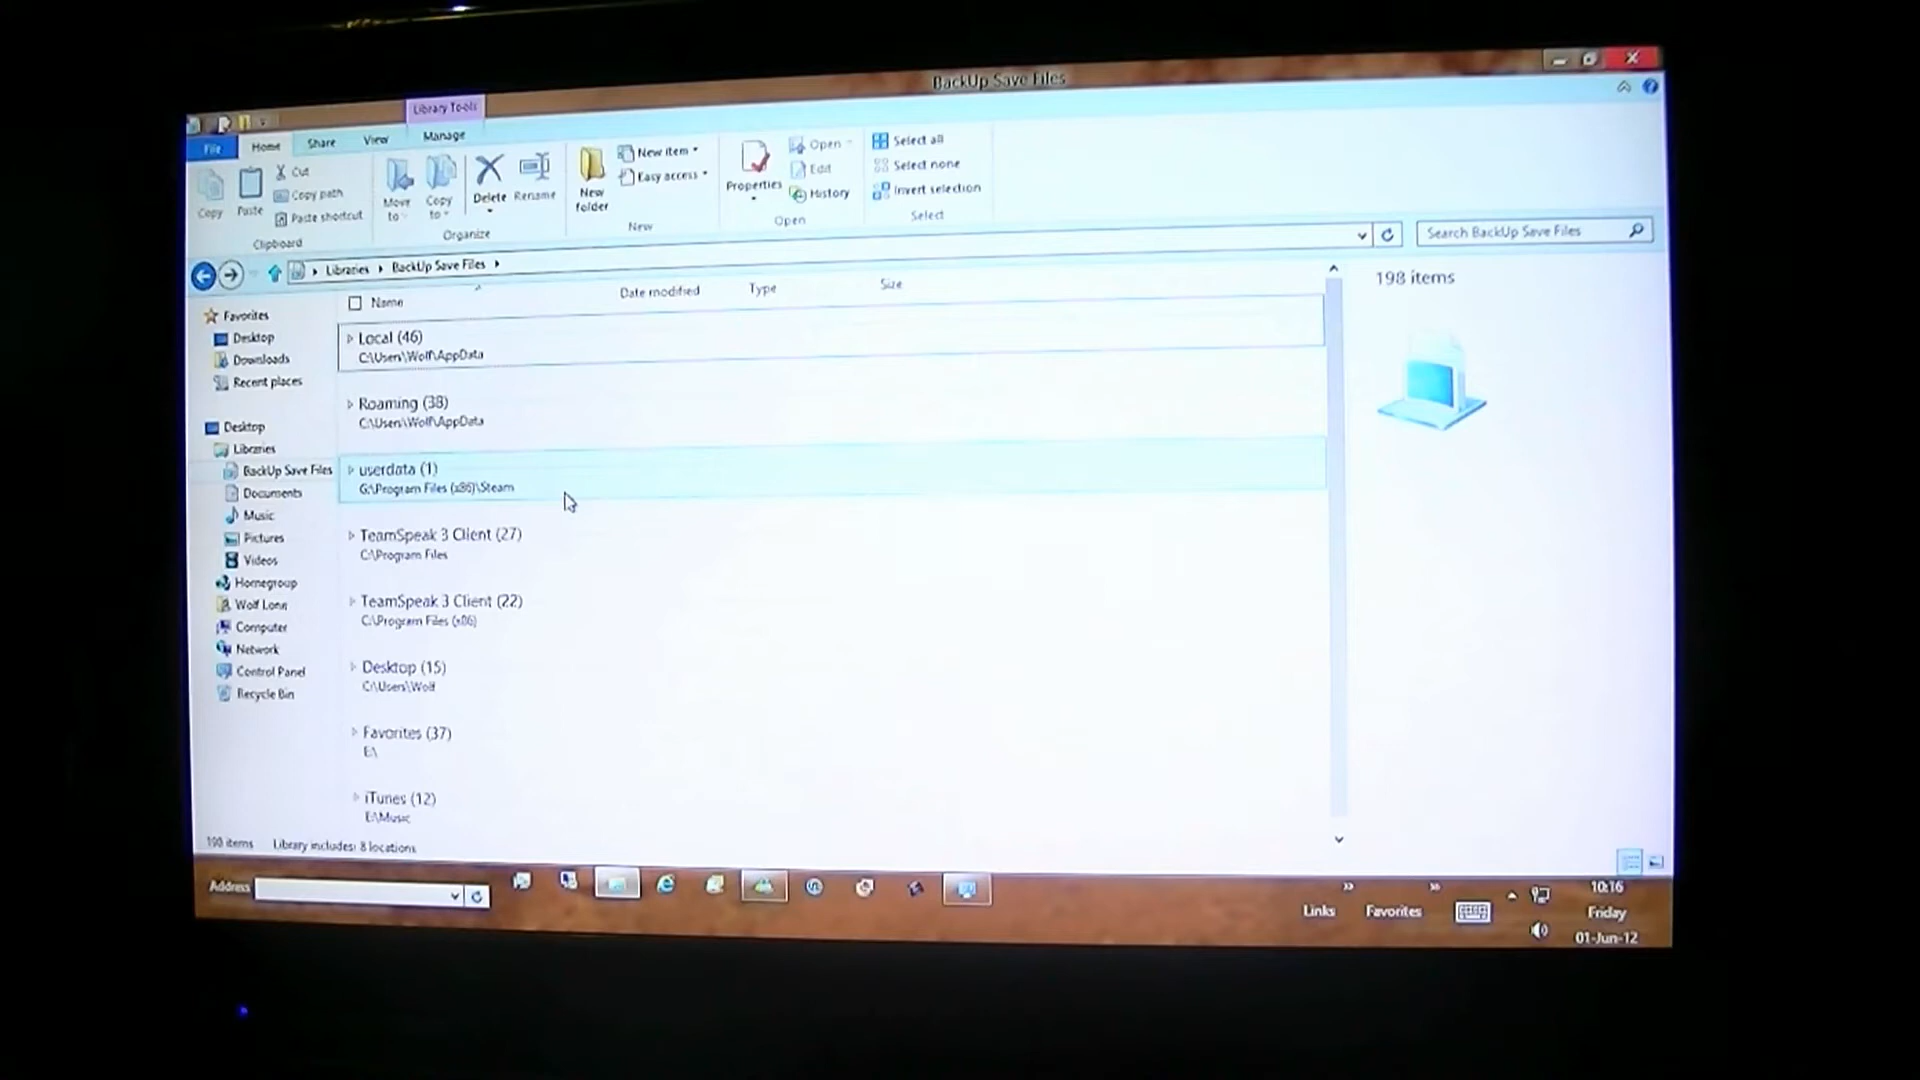 BackUp Save Files
Library Tools
File Home Share View Manage
Copy
Paste
Cut
Copy path
Paste shortcut
Clipboard
Move to
Copy to
Delete
Rename
Organize
New folder
New item
Easy access
New
Properties
Open
Edit
History
Open
Select all
Select none
Invert selection
Select
Libraries BackUp Save Files
Search BackUp Save Files
Name Date modified Type Size
198 items
Favorites
Desktop
Downloads
Recent places
Desktop
Libraries
BackUp Save Files
Documents
Music
Pictures
Videos
Homegroup
Wolf Lonn
Computer
Network
Control Panel
Recycle Bin
Local (46)
C:\Users\Wolf\AppData
Roaming (38)
C:\Users\Wolf\AppData
userdata (1)
G:\Program Files (x86)\Steam
TeamSpeak 3 Client (27)
C:\Program Files
TeamSpeak 3 Client (22)
C:\Program Files (x86)
Desktop (15)
C:\Users\Wolf
Favorites (37)
E:\
iTunes (12)
E:\Music
198 items Library includes: 8 locations
Address
Links Favorites
10:16
Friday
01-Jun-12